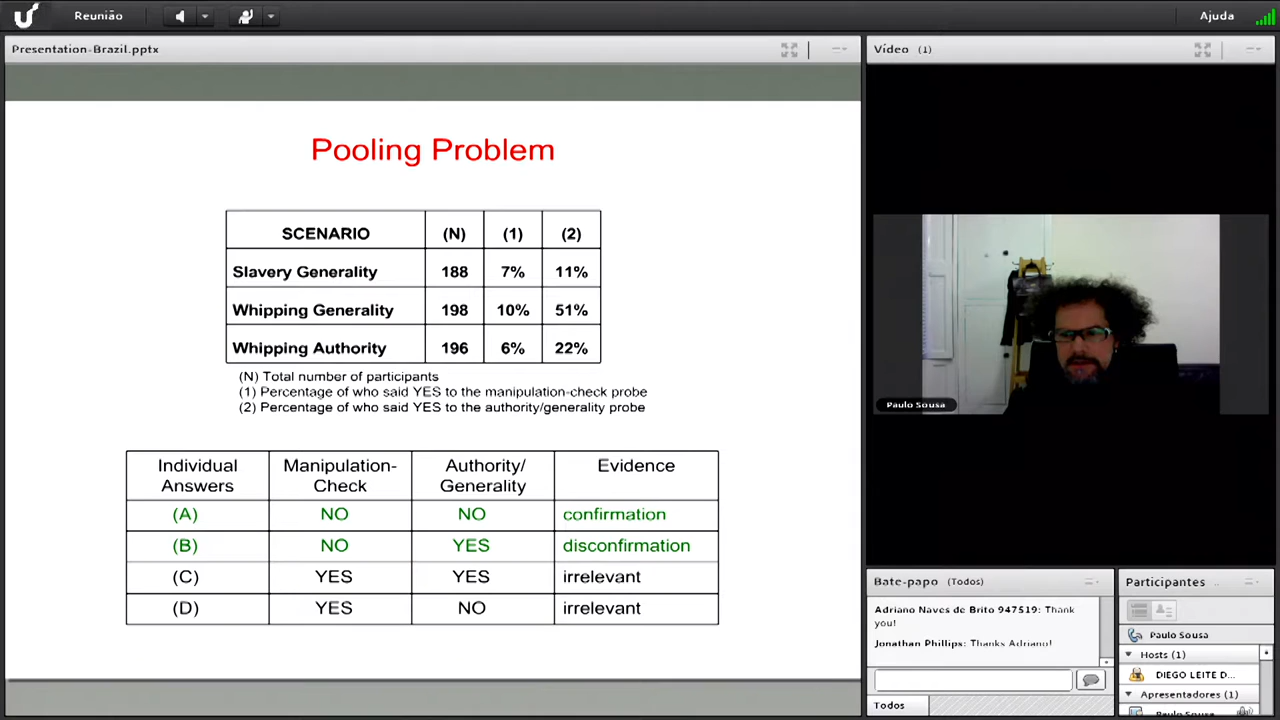 Reunião
Ajuda
Presentation-Brazil.pptx
Pooling Problem
SCENARIO (N) (1) (2)
Slavery Generality 188 7% 11%
Whipping Generality 198 10% 51%
Whipping Authority 196 6% 22%
(N) Total number of participants
(1) Percentage of who said YES to the manipulation-check probe
(2) Percentage of who said YES to the authority/generality probe
Individual Manipulation- Authority/ Evidence
Answers Check Generality
(A) NO NO confirmation
(B) NO YES disconfirmation
(C) YES YES irrelevant
(D) YES NO irrelevant
Vídeo (1)
Paulo Sousa
Bate-papo (Todos)
Adriano Naves de Brito 947519: Thank
you!
Jonathan Phillips: Thanks Adriano!
Todos
Participantes
Paulo Sousa
Hosts (1)
DIEGO LEITE D...
Apresentadores (1)
Paulo Sousa